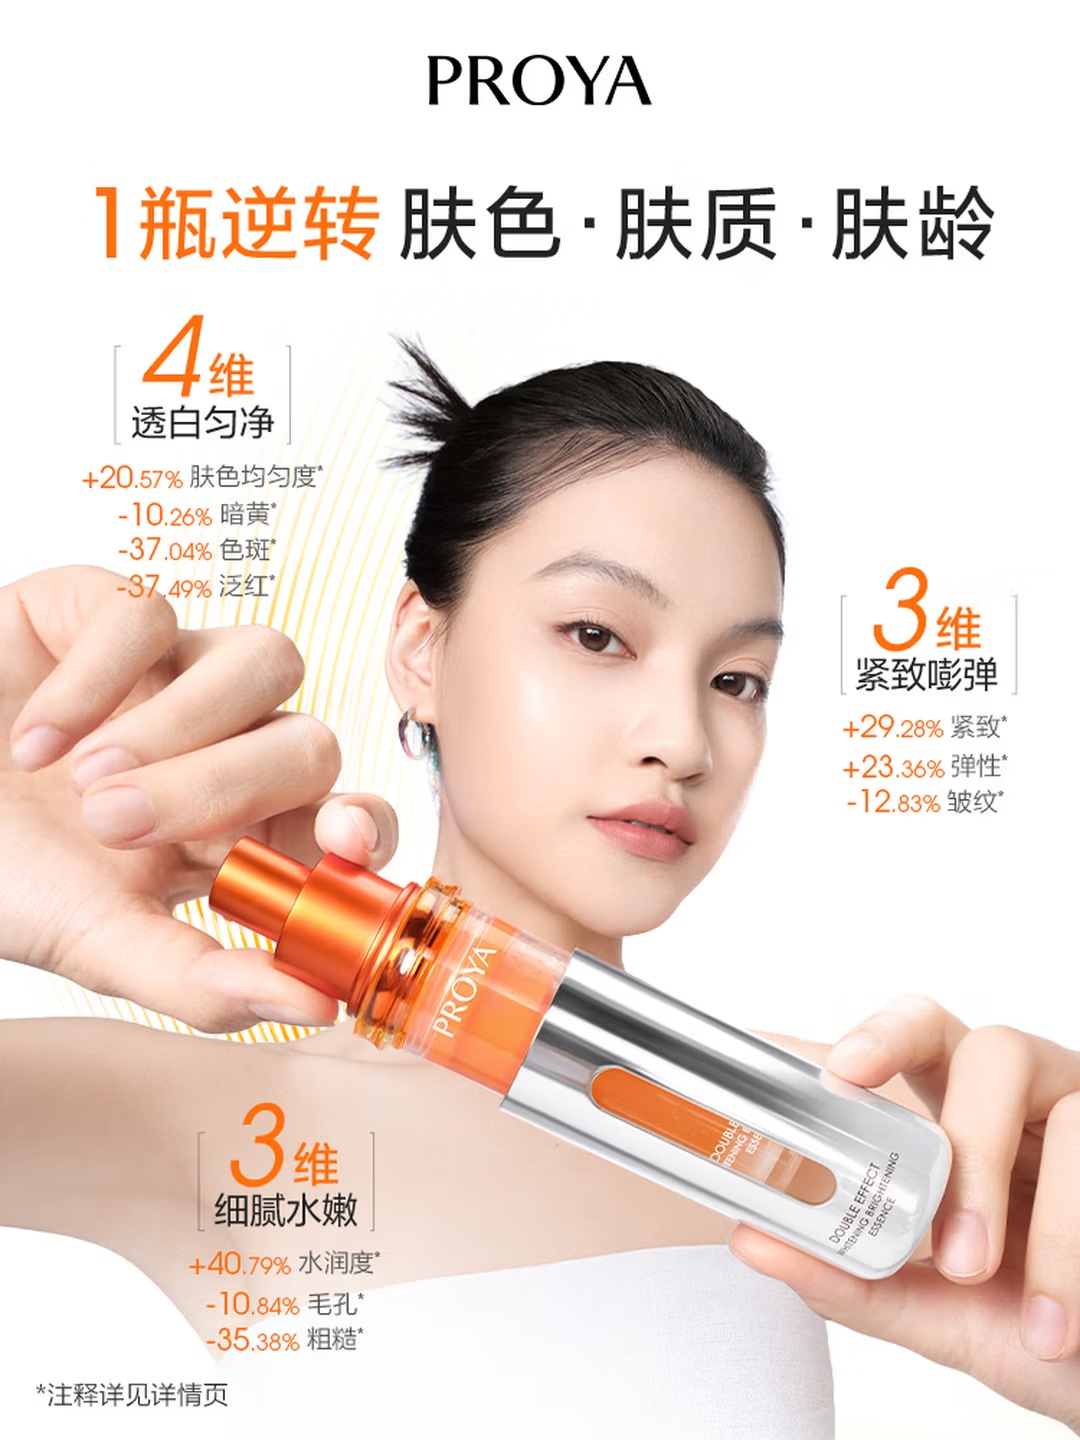 PROYA
1瓶逆转 肤色·肤质·肤龄
4维
透白匀净
+20.57% 肤色均匀度*
-10.26% 暗黄*
-37.04% 色斑*
-37.49% 泛红*
3维
紧致嘭弹
+29.28% 紧致*
+23.36% 弹性*
-12.83% 皱纹*
PROYA
DOUBLE EFFECT
WHITENING BRIGHTENING
ESSENCE
3维
细腻水嫩
+40.79% 水润度*
-10.84% 毛孔*
-35.38% 粗糙*
*注释详见详情页